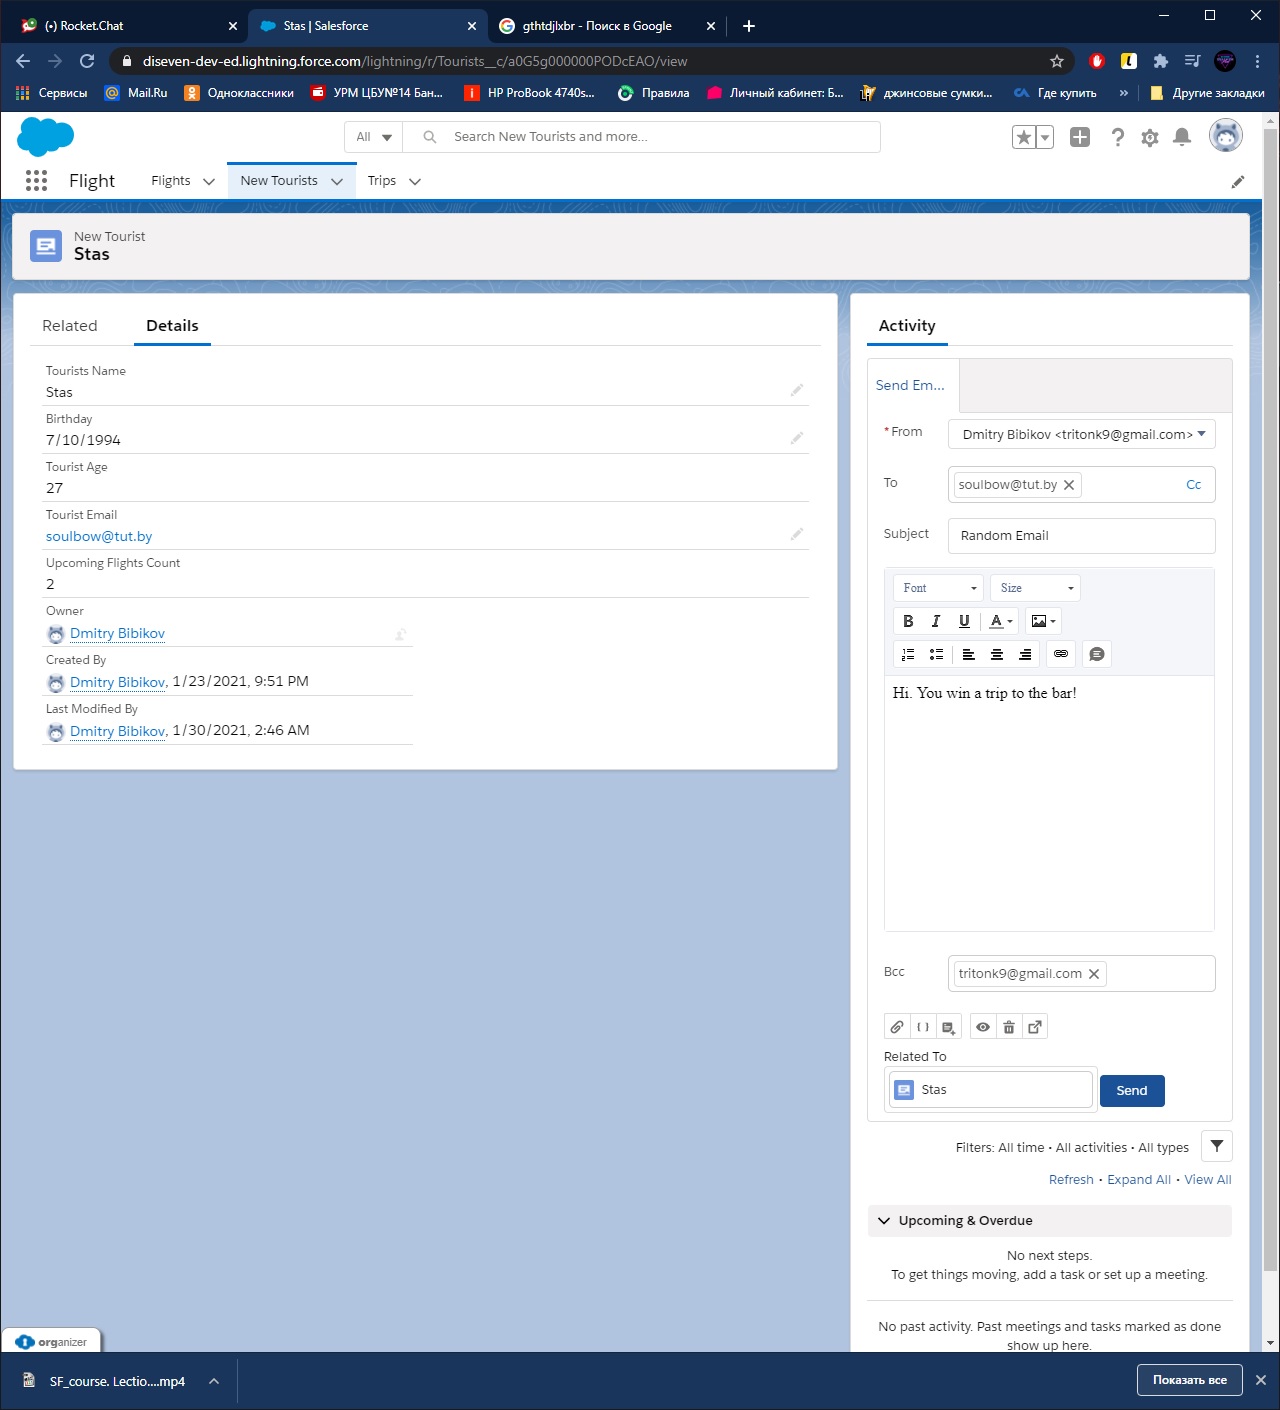 (•) Rocket.Chat
Stas | Salesforce
gthtdjlxbr - Поиск в Google
diseven-dev-ed.lightning.force.com/lightning/r/Tourists__c/a0G5g000000PODcEAO/view
Сервисы
Mail.Ru
Одноклассники
УРМ ЦБУ№14 Бан...
HP ProBook 4740s...
Правила
Личный кабинет: Б...
джинсовые сумки...
Где купить
»
Другие закладки
All
Search New Tourists and more...
Flight
Flights
New Tourists
Trips
New Tourist
Stas
Related
Details
Tourists Name
Stas
Birthday
7/10/1994
Tourist Age
27
Tourist Email
soulbow@tut.by
Upcoming Flights Count
2
Owner
Dmitry Bibikov
Created By
Dmitry Bibikov, 1/23/2021, 9:51 PM
Last Modified By
Dmitry Bibikov, 1/30/2021, 2:46 AM
Activity
Send Em...
*From
Dmitry Bibikov <tritonk9@gmail.com>
To
soulbow@tut.by
Cc
Subject
Random Email
Font
Size
B I U A
Hi. You win a trip to the bar!
Bcc
tritonk9@gmail.com
Related To
Stas
Send
Filters: All time • All activities • All types
Refresh • Expand All • View All
Upcoming & Overdue
No next steps.
To get things moving, add a task or set up a meeting.
No past activity. Past meetings and tasks marked as done
show up here.
organizer
SF_course. Lectio....mp4
Показать все